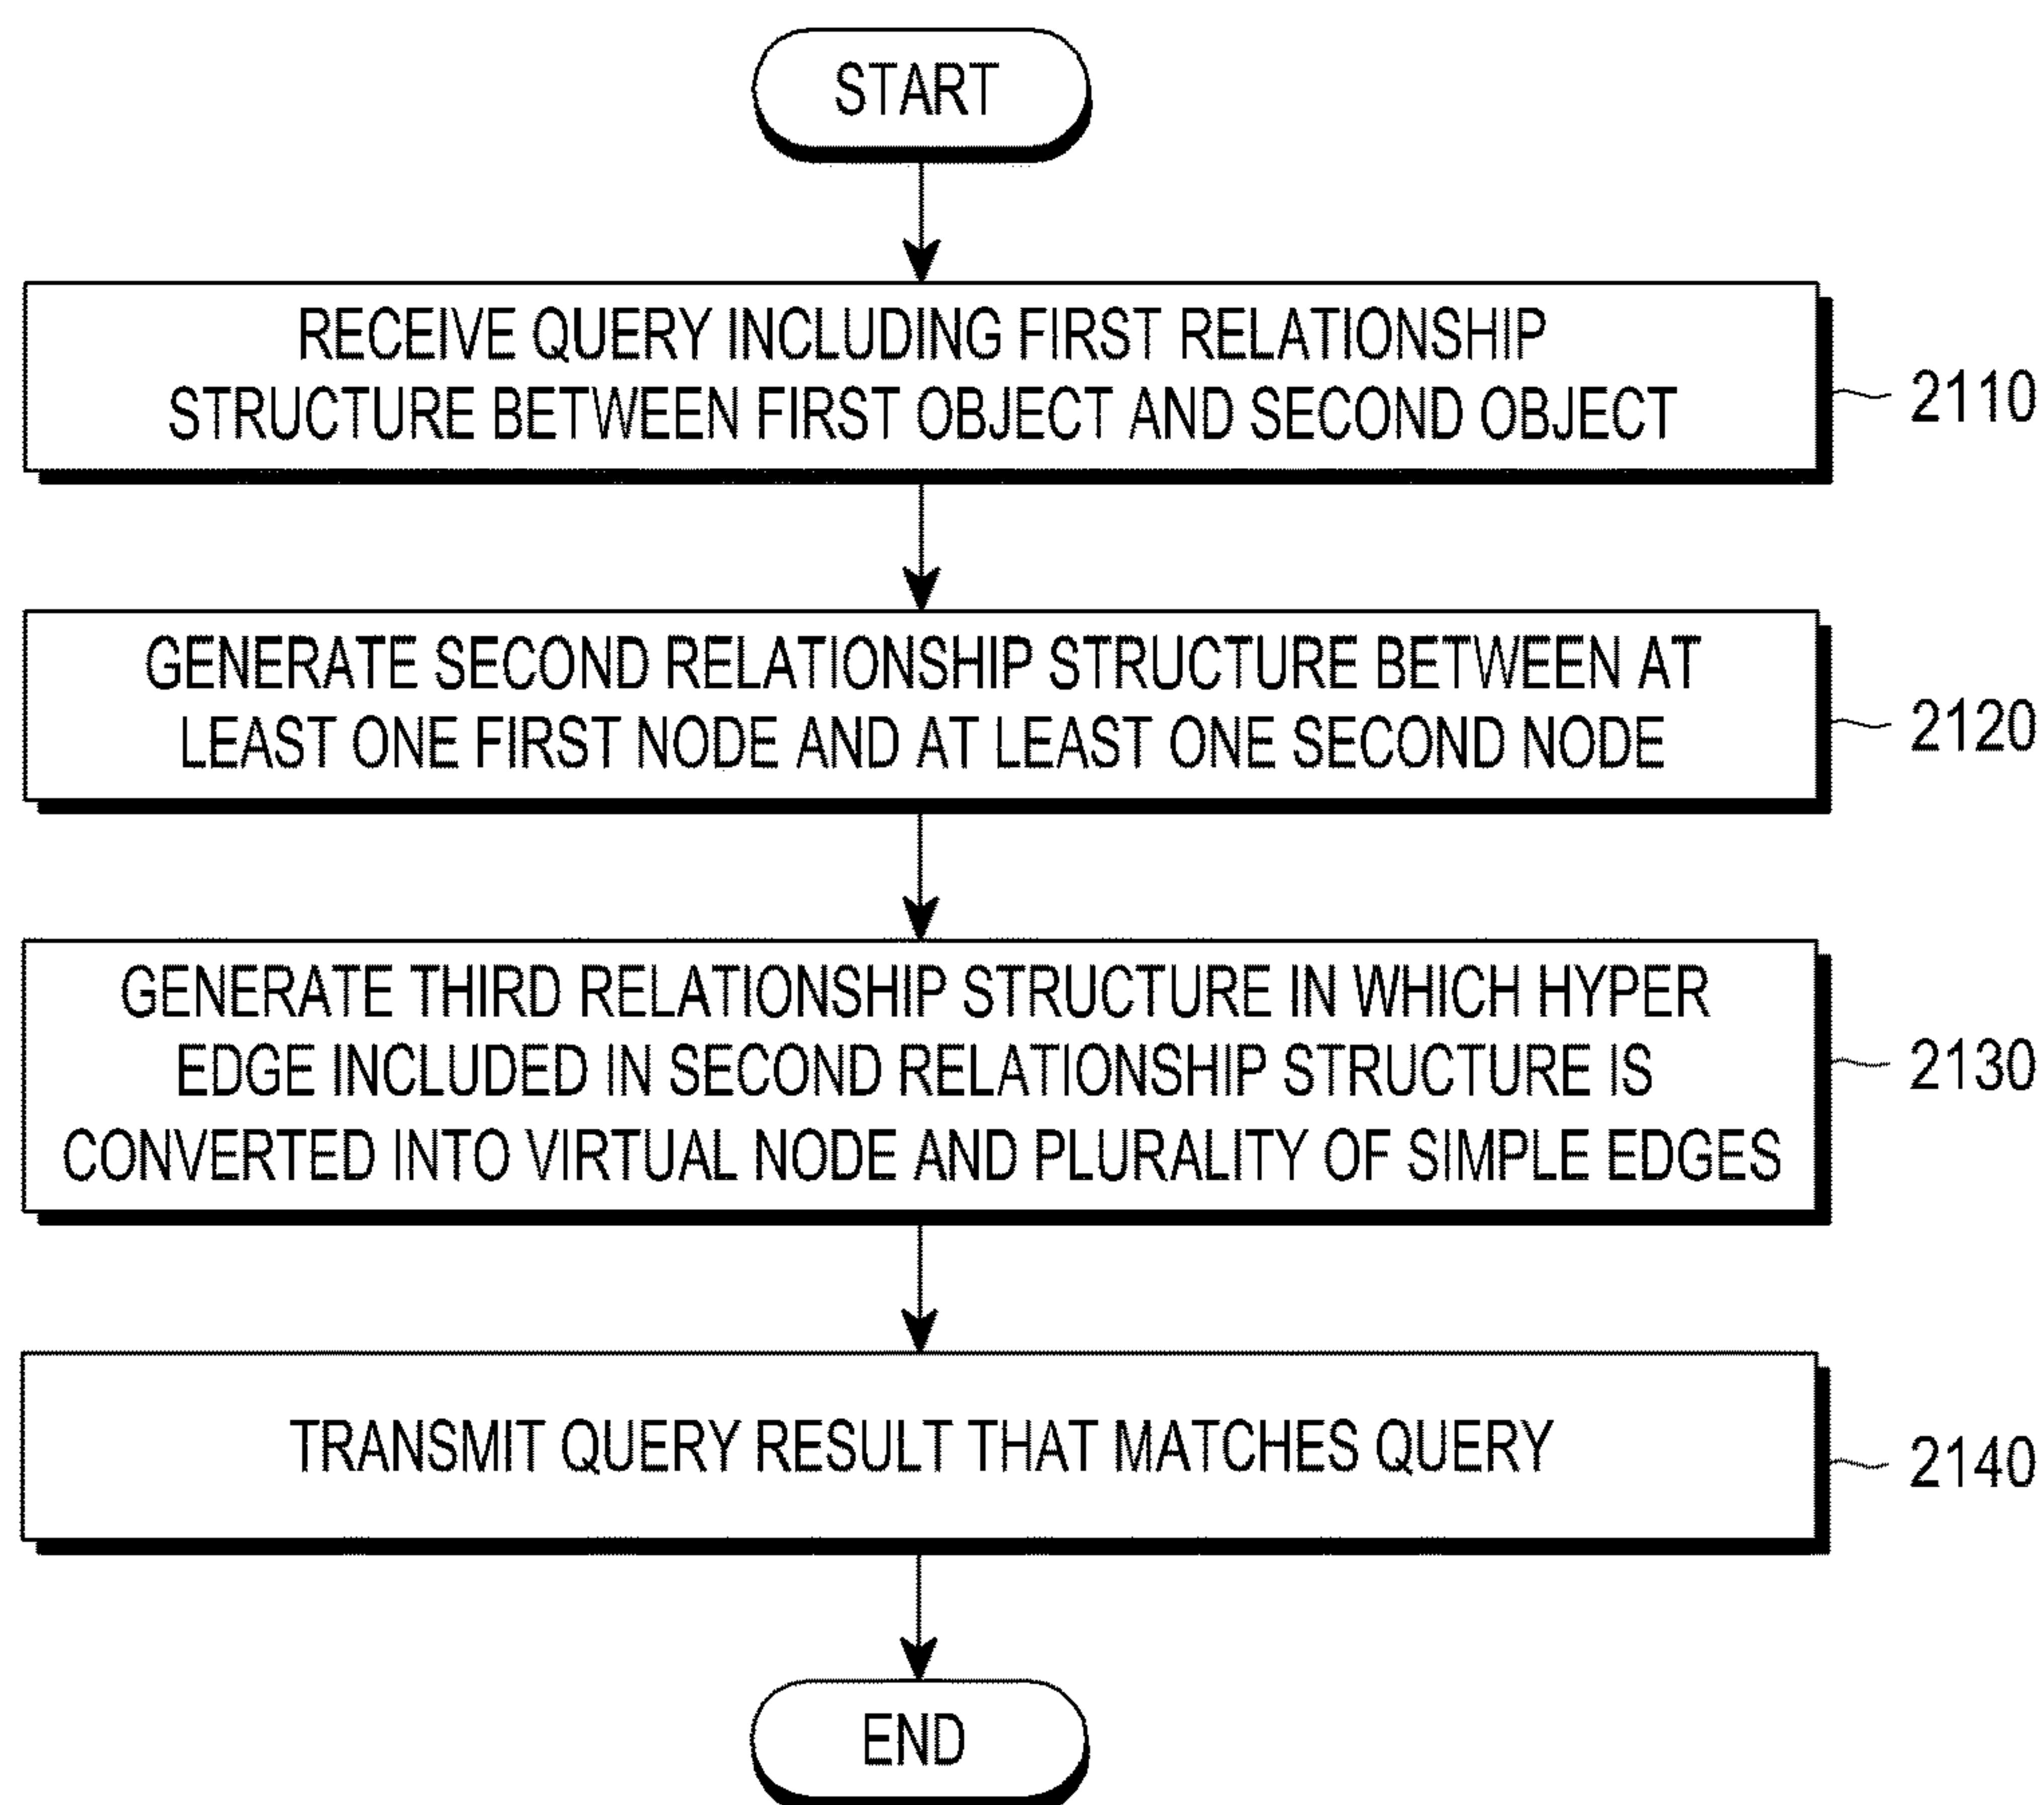 START
RECEIVE QUERY INCLUDING FIRST RELATIONSHIP
STRUCTURE BETWEEN FIRST OBJECT AND SECOND OBJECT
2110
GENERATE SECOND RELATIONSHIP STRUCTURE BETWEEN AT
LEAST ONE FIRST NODE AND AT LEAST ONE SECOND NODE
2120
GENERATE THIRD RELATIONSHIP STRUCTURE IN WHICH HYPER
EDGE INCLUDED IN SECOND RELATIONSHIP STRUCTURE IS
CONVERTED INTO VIRTUAL NODE AND PLURALITY OF SIMPLE EDGES
2130
TRANSMIT QUERY RESULT THAT MATCHES QUERY
2140
END